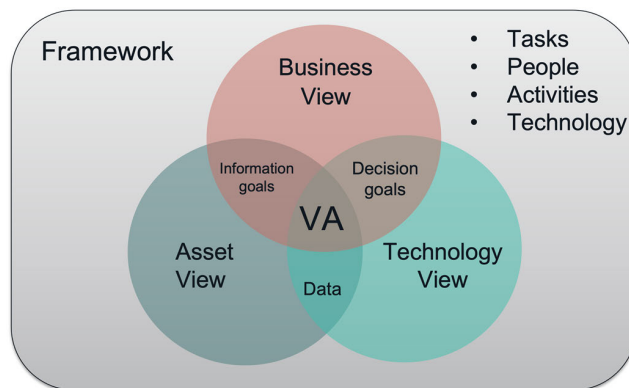 Framework
• Tasks
• People
• Activities
• Technology
Business
View
Information
goals
Decision
goals
VA
Asset
View
Technology
View
Data